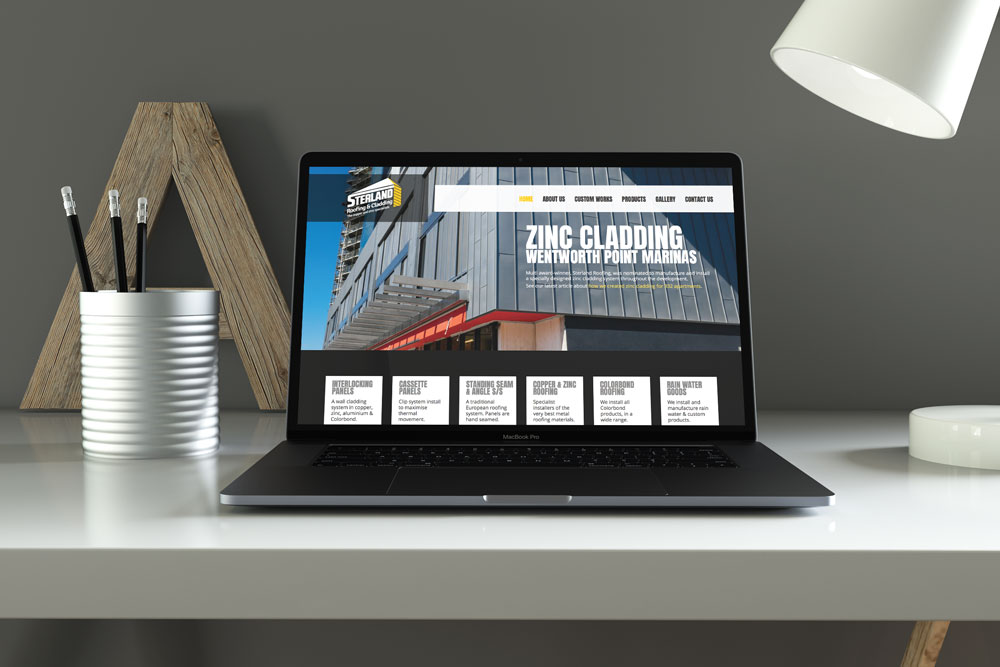 STERLAND
Roofing & Cladding
HOME ABOUT US CUSTOM WORKS PRODUCTS GALLERY CONTACT US
ZINC CLADDING
WENTWORTH POINT MARINAS
Multi award-winner, Sterland Roofing, was nominated to manufacture and install
a specially designed zinc cladding system throughout the development.
See our latest article about how we created zinc cladding for 332 apartments.
INTERLOCKING
PANELS
A wall cladding
system in copper,
zinc, aluminium &
Colorbond.
CASSETTE
PANELS
Clip system install
to maximise
thermal
movement.
STANDING SEAM
& ANGLE S/S
A traditional
European roofing
system. Panels are
hand seamed.
COPPER & ZINC
ROOFING
Specialist
installers of the
very best metal
roofing materials.
COLORBOND
ROOFING
We install all
Colorbond
products, in a
wide range.
RAIN WATER
GOODS
We install and
manufacture rain
water & custom
products.
MacBook Pro